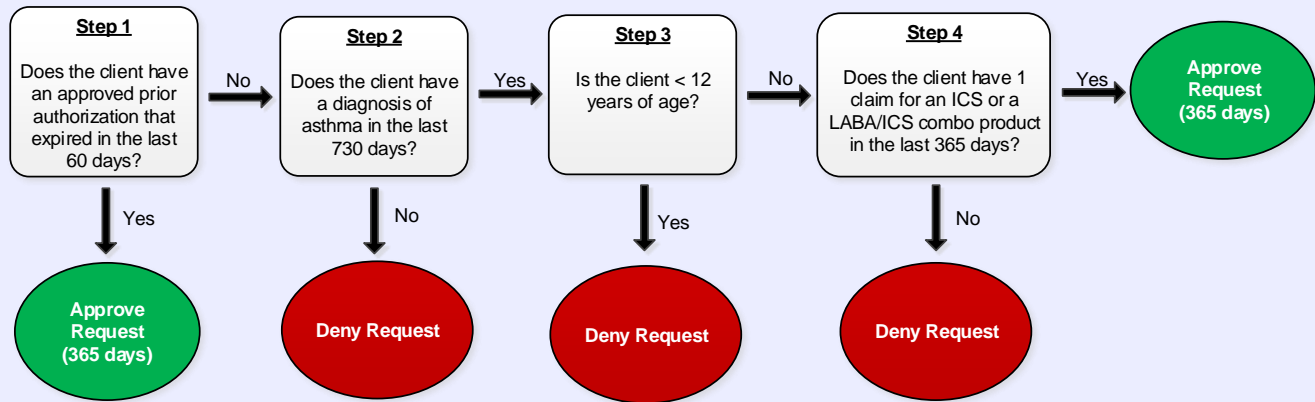 Step 1
Does the client have
an approved prior
authorization that
expired in the last
60 days?
No
Step 2
Does the client have
a diagnosis of
asthma in the last
730 days?
Yes
Step 3
Is the client < 12
years of age?
No
Step 4
Does the client have 1
claim for an ICS or a
LABA/ICS combo product
in the last 365 days?
Yes
Approve
Request
(365 days)
Yes
No
Yes
No
Approve
Request
(365 days)
Deny Request
Deny Request
Deny Request